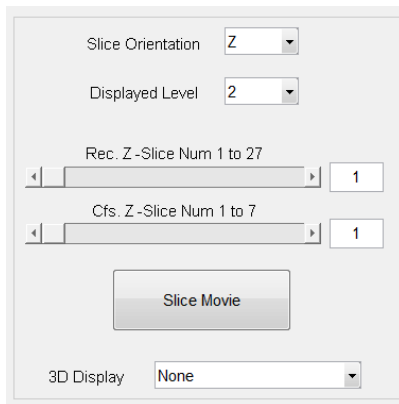 Slice Orientation Z
Displayed Level 2
Rec. Z -Slice Num 1 to 27
1
Cfs. Z -Slice Num 1 to 7
1
Slice Movie
3D Display None